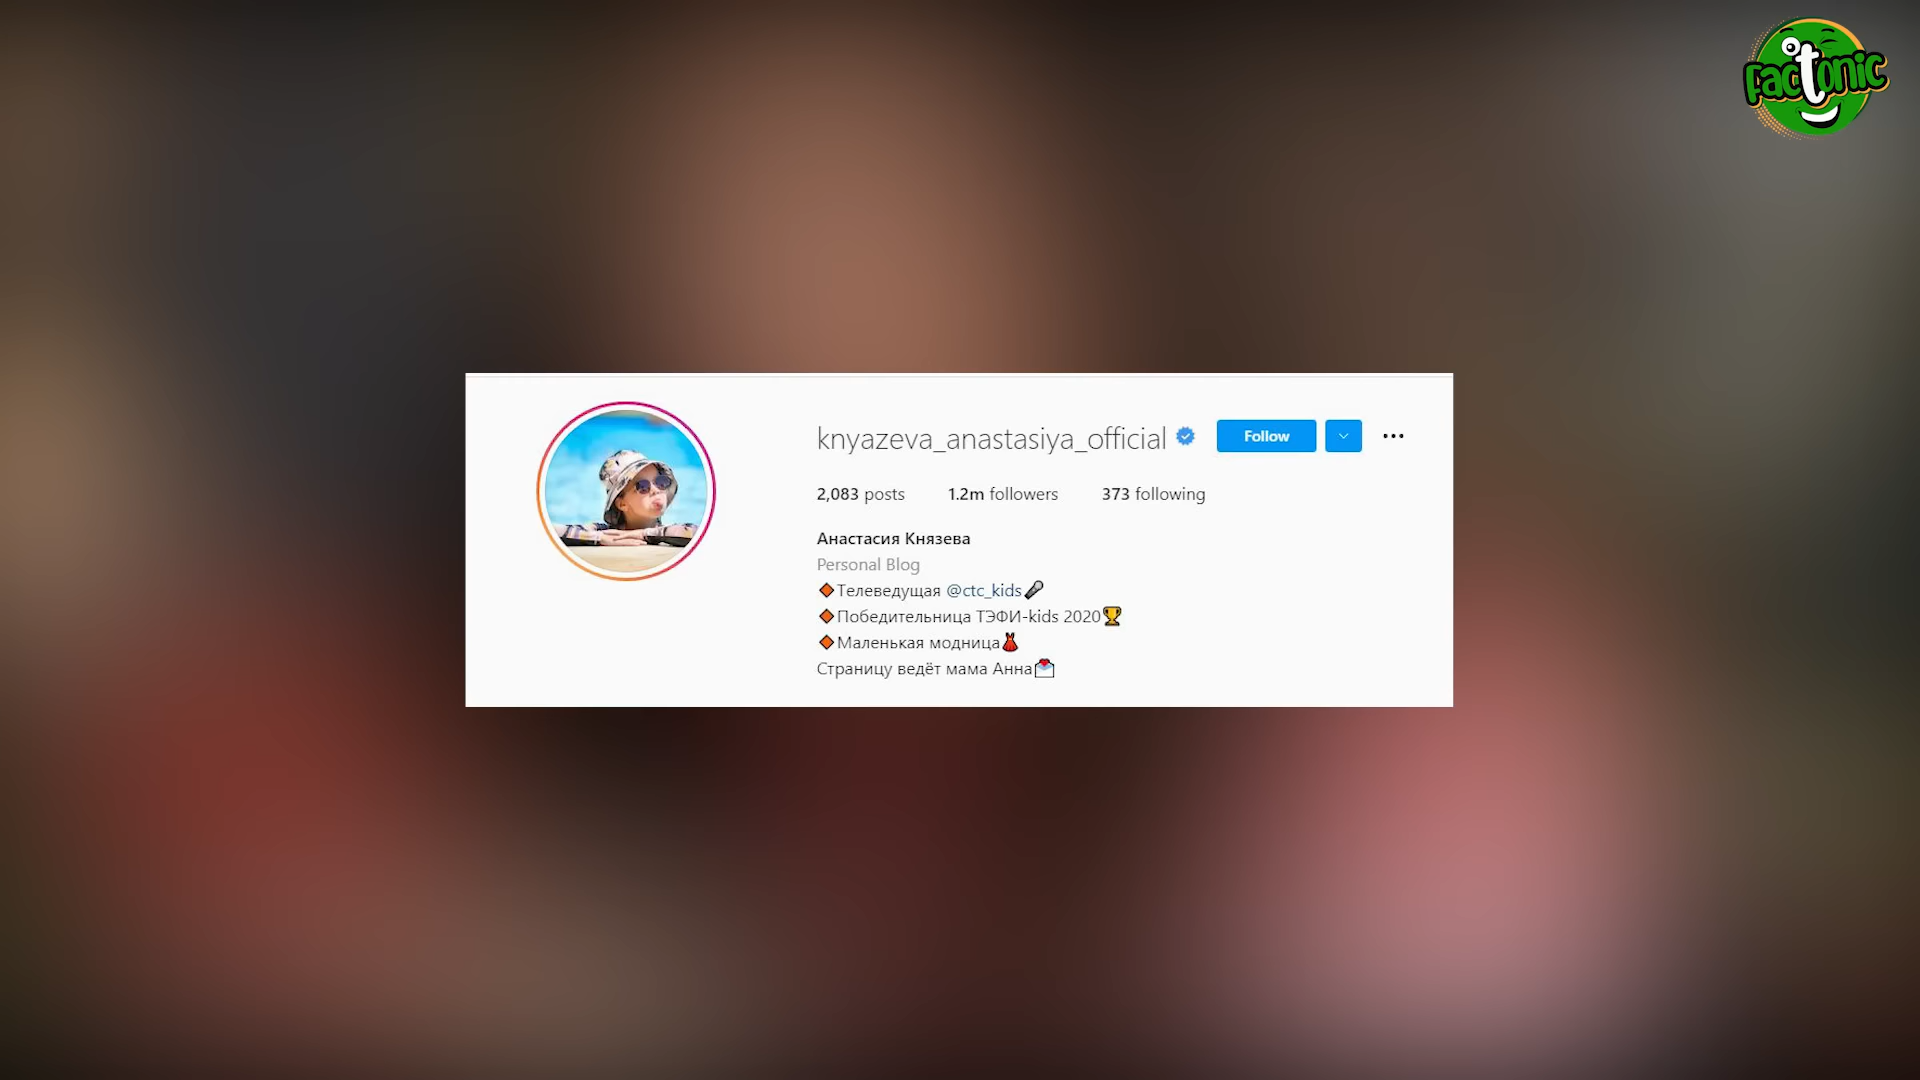 factonic
knyazeva_anastasiya_official Follow
2,083 posts 1.2m followers 373 following
Анастасия Князева
Personal Blog
Телеведущая @ctc_kids
Победительница ТЭФИ-kids 2020
Маленькая модница
Страницу ведёт мама Анна